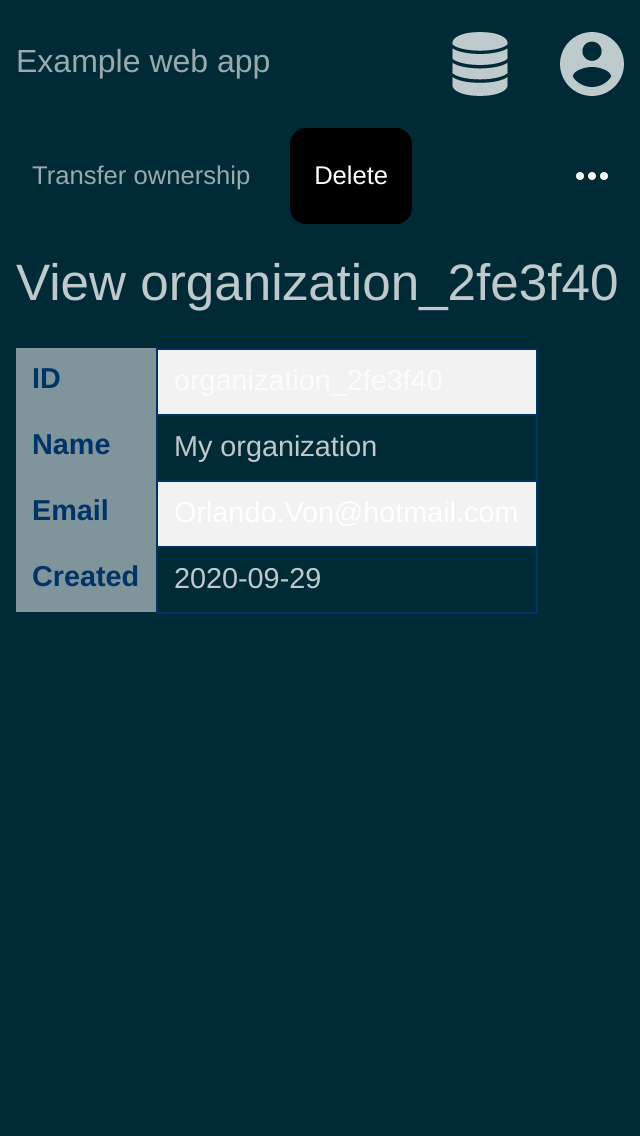 Example web app
Transfer ownership Delete
View organization_2fe3f40
ID organization_2fe3f40
Name My organization
Email Orlando.Von@hotmail.com
Created 2020-09-29